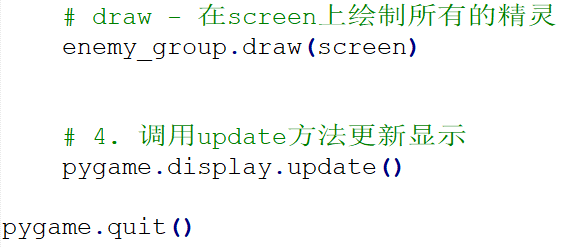 # draw - 在screen上绘制所有的精灵
enemy_group.draw(screen)
# 4. 调用update方法更新显示
pygame.display.update()
pygame.quit()